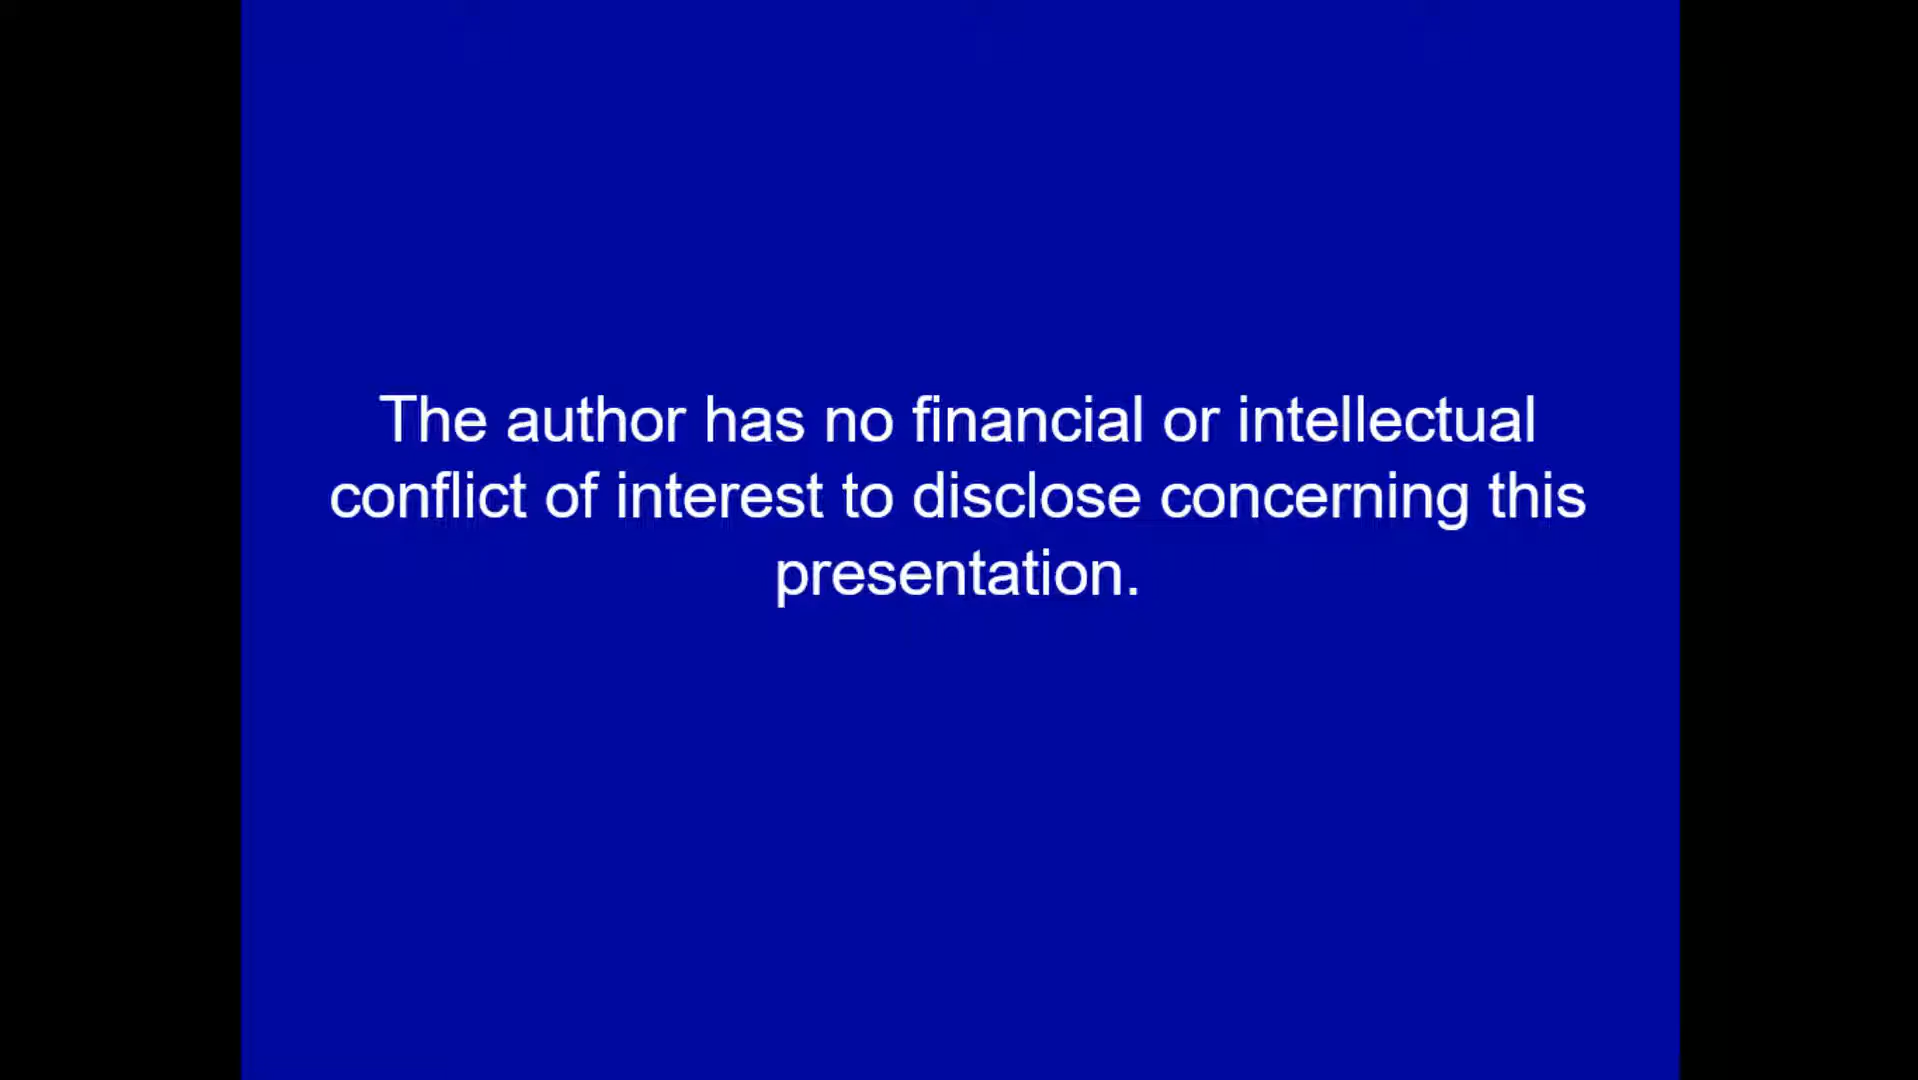 The author has no financial or intellectual
conflict of interest to disclose concerning this
presentation.